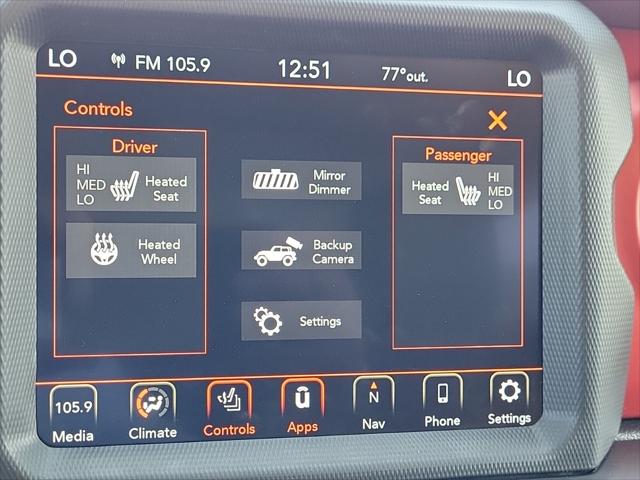 LO FM 105.9 12:51 77°out. LO
Controls
Driver
HI
MED
LO
Heated
Seat
Heated
Wheel
Mirror
Dimmer
Backup
Camera
Settings
Passenger
Heated
Seat
HI
MED
LO
105.9
Media
Climate
Controls
ū
Apps
N
Nav
Phone
Settings